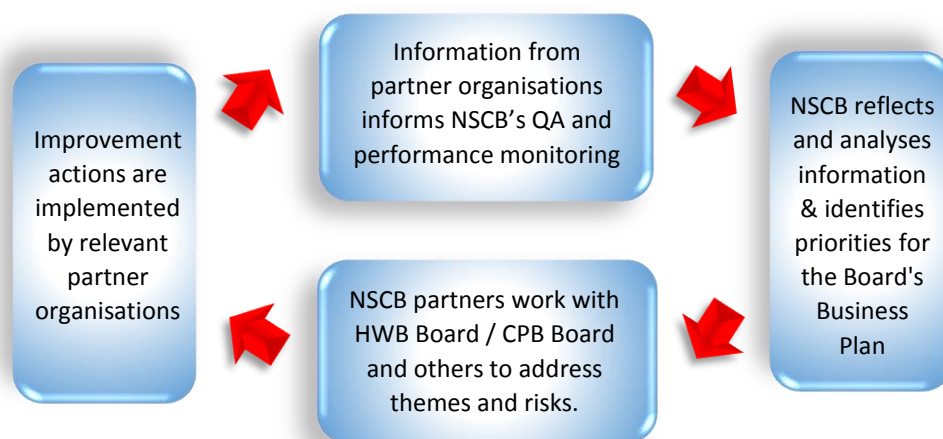 Information from
partner organisations
informs NSCB's QA and
performance monitoring
NSCB reflects
and analyses
information
& identifies
priorities for
the Board's
Business
Plan
NSCB partners work with
HWB Board / CPB Board
and others to address
themes and risks.
Improvement
actions are
implemented
by relevant
partner
organisations